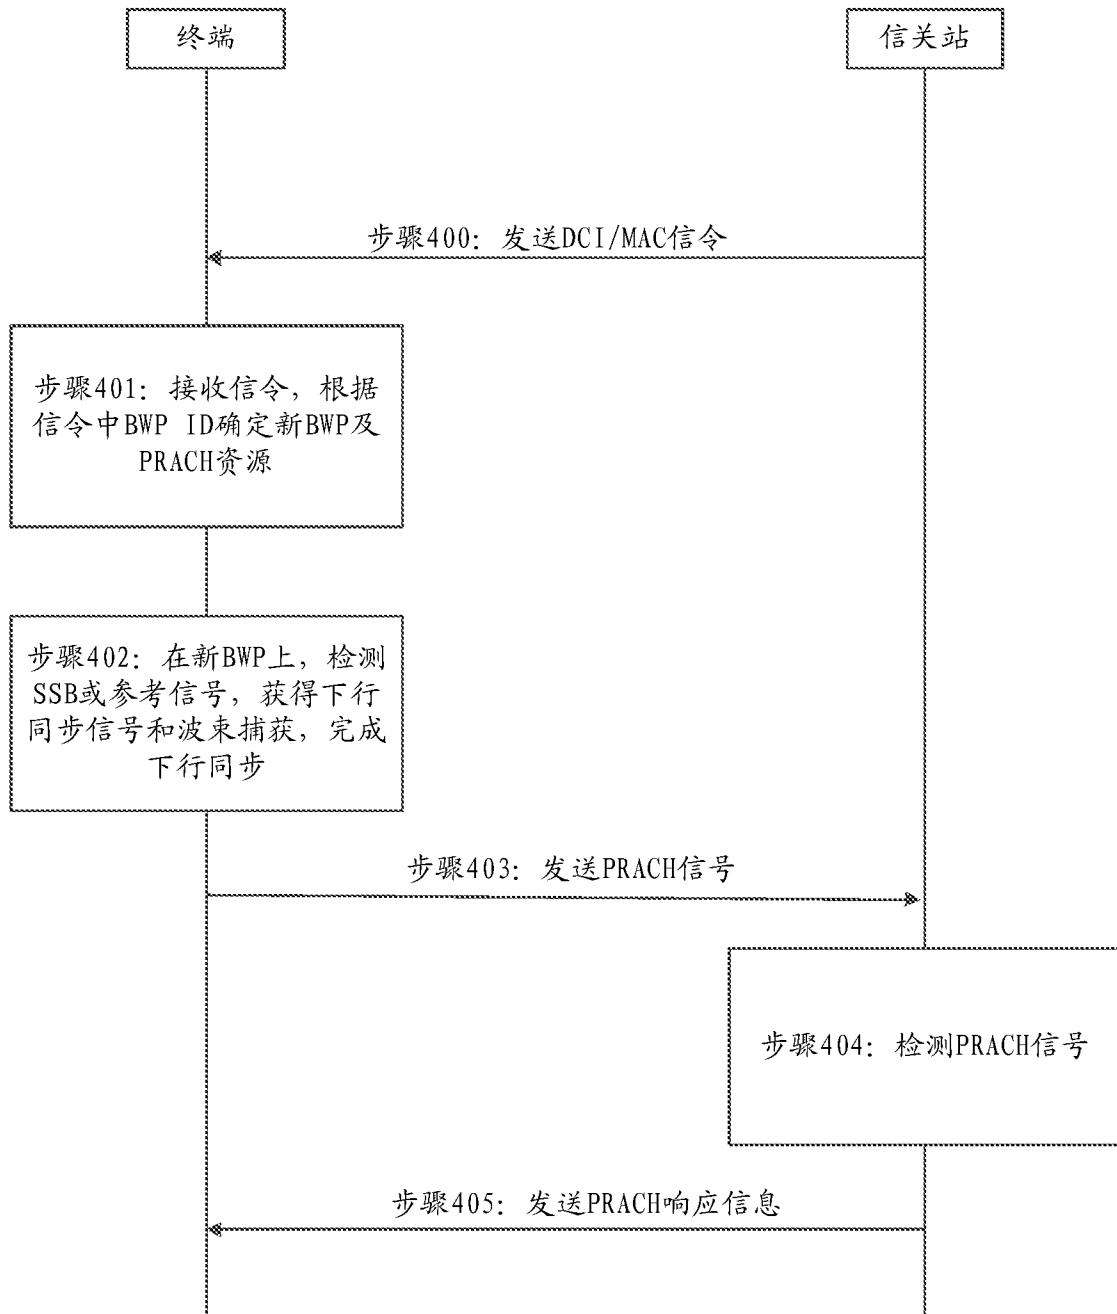 终端
信关站
步骤400：发送DCI/MAC信令
步骤401：接收信令，根据
信令中BWP ID确定新BWP及
PRACH资源
步骤402：在新BWP上，检测
SSB或参考信号，获得下行
同步信号和波束捕获，完成
下行同步
步骤403：发送PRACH信号
步骤404：检测PRACH信号
步骤405：发送PRACH响应信息